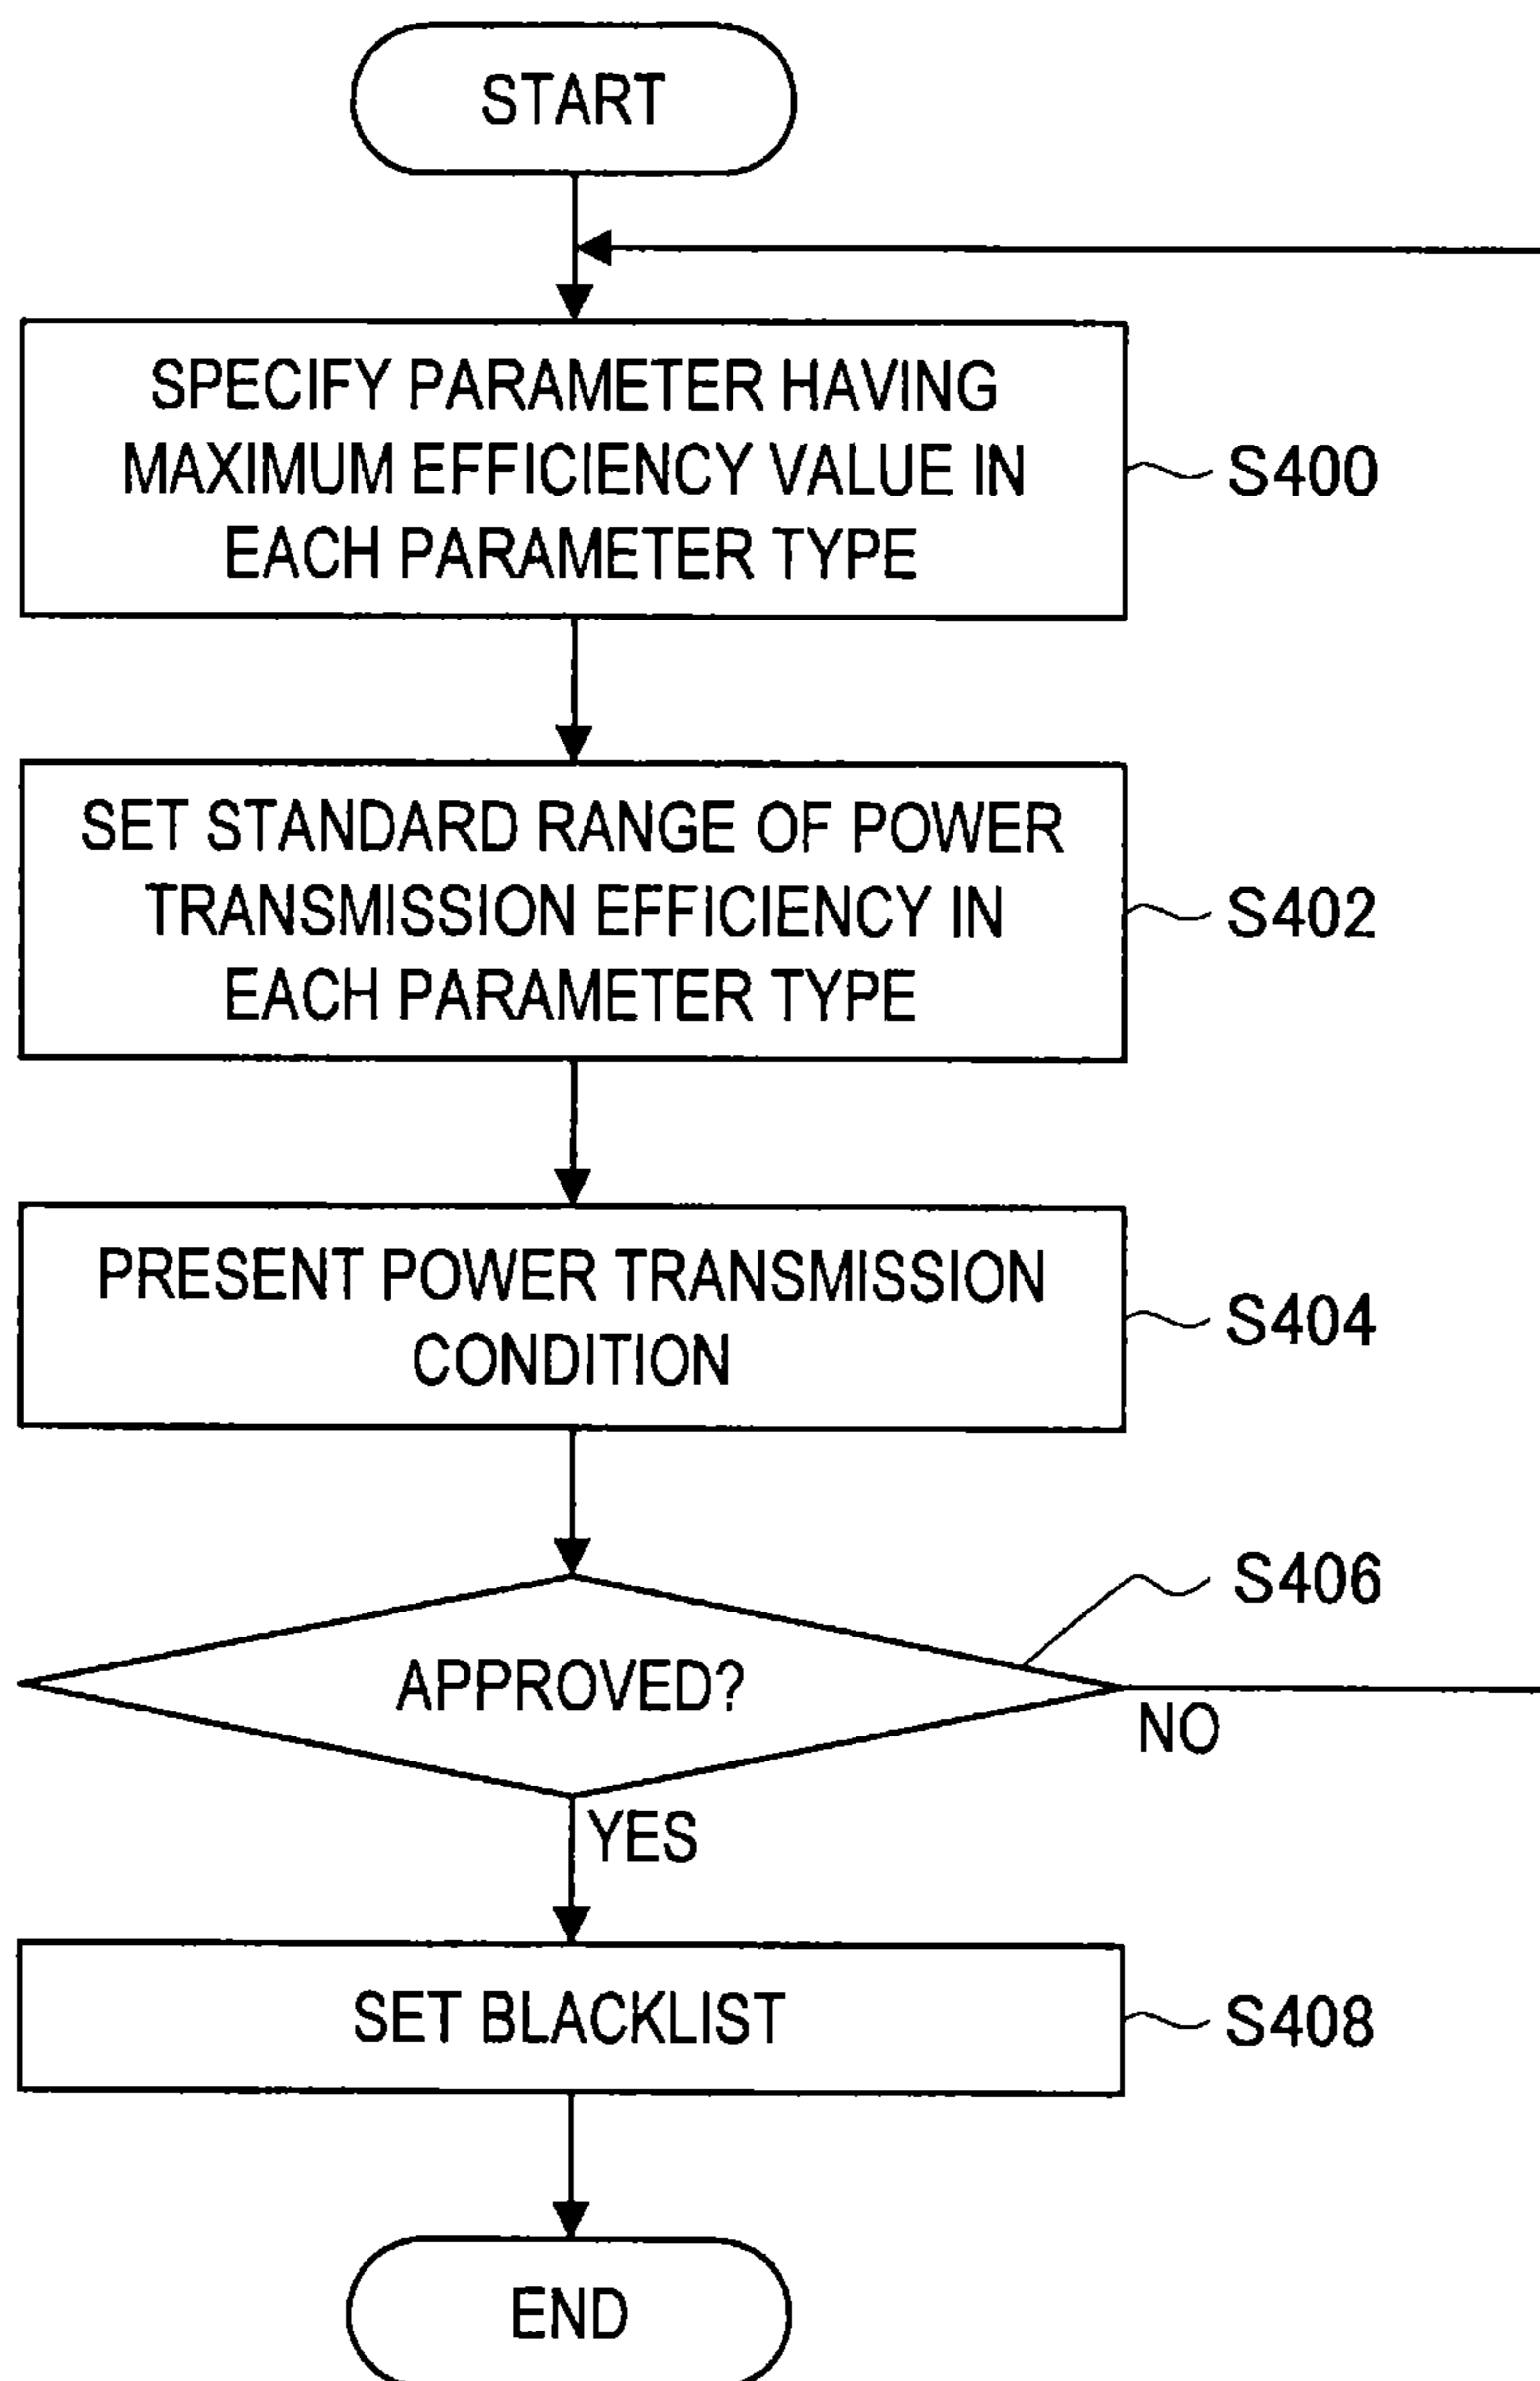 START
SPECIFY PARAMETER HAVING
MAXIMUM EFFICIENCY VALUE IN
EACH PARAMETER TYPE
S400
SET STANDARD RANGE OF POWER
TRANSMISSION EFFICIENCY IN
EACH PARAMETER TYPE
S402
PRESENT POWER TRANSMISSION
CONDITION
S404
S406
APPROVED?
NO
YES
SET BLACKLIST
S408
END